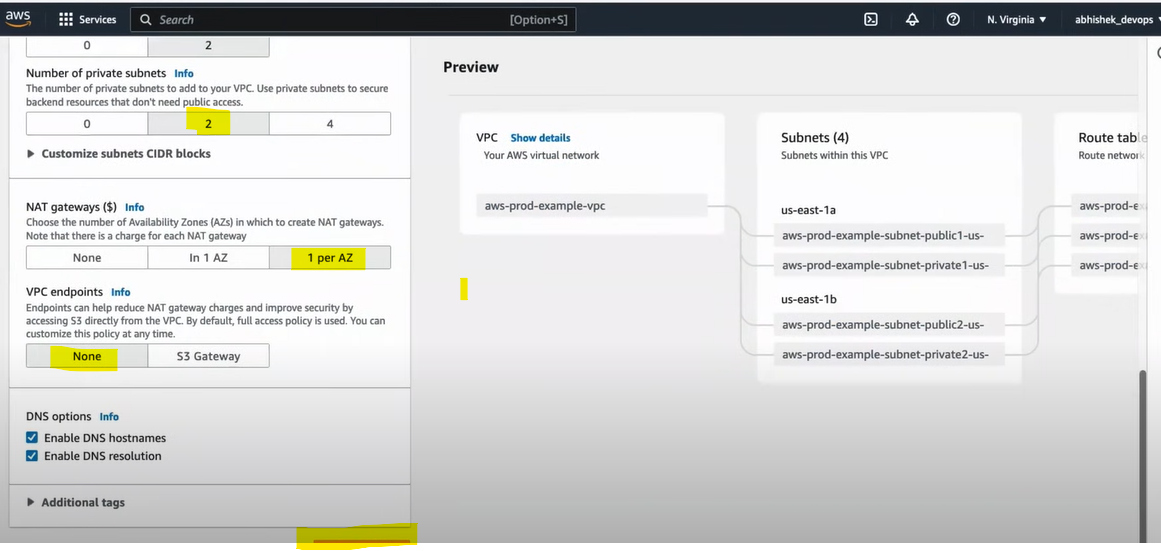 aws
Services
Search
[Option+S]
N. Virginia
abhishek_devops
0
2
Number of private subnets Info
The number of private subnets to add to your VPC. Use private subnets to secure
backend resources that don't need public access.
0
2
4
Customize subnets CIDR blocks
NAT gateways ($) Info
Choose the number of Availability Zones (AZs) in which to create NAT gateways.
Note that there is a charge for each NAT gateway
None
In 1 AZ
1 per AZ
VPC endpoints Info
Endpoints can help reduce NAT gateway charges and improve security by
accessing S3 directly from the VPC. By default, full access policy is used. You can
customize this policy at any time.
None
S3 Gateway
DNS options Info
Enable DNS hostnames
Enable DNS resolution
Additional tags
Preview
VPC Show details
Your AWS virtual network
aws-prod-example-vpc
Subnets (4)
Subnets within this VPC
us-east-1a
aws-prod-example-subnet-public1-us-
aws-prod-example-subnet-private1-us-
us-east-1b
aws-prod-example-subnet-public2-us-
aws-prod-example-subnet-private2-us-
Route table
Route network
aws-prod-ex
aws-prod-ex
aws-prod-ex